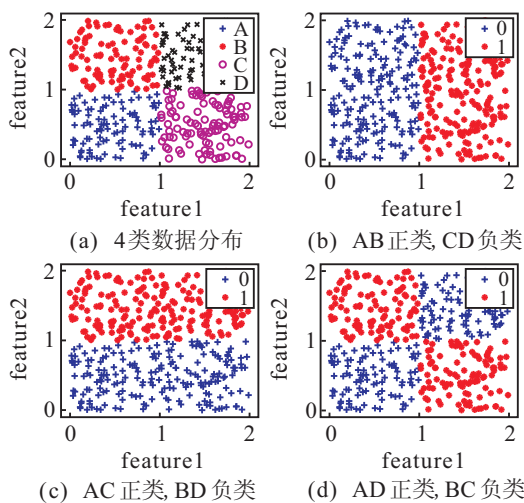 feature2
2
1
0
A
B
C
D
0
1
2
feature1
(a) 4类数据分布
feature2
2
1
0
0
1
0
1
2
feature1
(b) AB正类, CD负类
feature2
2
1
0
0
1
0
1
2
feature1
(c) AC正类, BD负类
feature2
2
1
0
0
1
0
1
2
feature1
(d) AD正类, BC负类